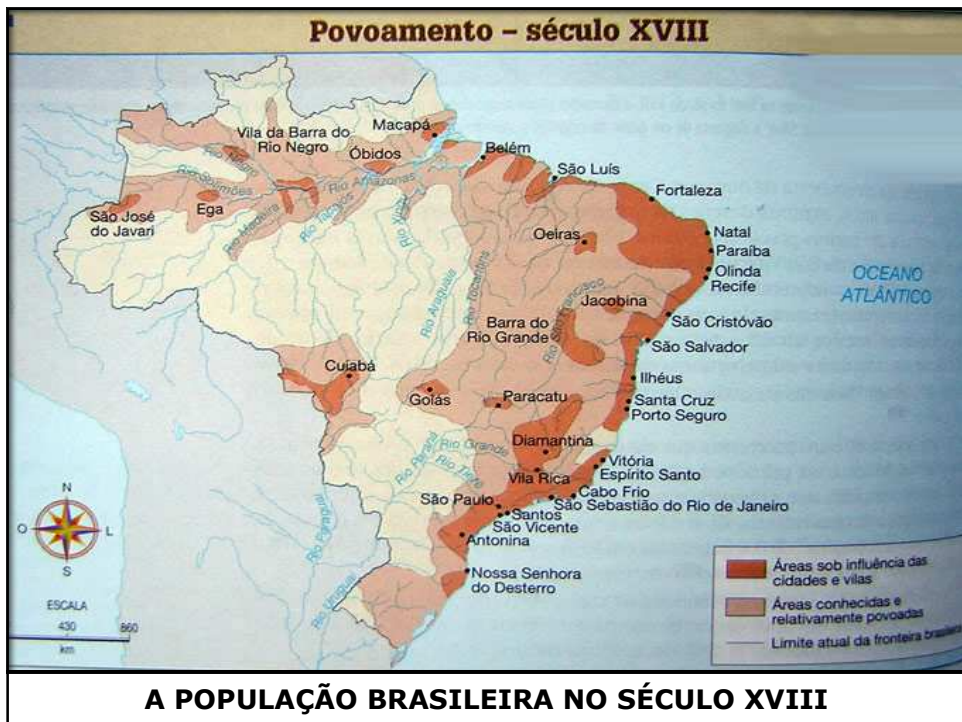 Povoamento – século XVIII
Macapá
Vila da Barra do
Rio Negro
Óbidos
Belém
São Luís
Fortaleza
Rio Negro
Rio Solimões
Rio Amazonas
São José
do Javari
Ega
Rio Madeira
Rio Tapajós
Rio Xingu
Oeiras
Natal
Paraíba
Olinda
Recife
OCEANO
ATLÂNTICO
Rio Araguaia
Rio Tocantins
Rio São Francisco
Jacobina
Barra do
Rio Grande
São Cristóvão
São Salvador
Cuiabá
Ilhéus
Goiás
Paracatu
Santa Cruz
Porto Seguro
Diamantina
Rio Grande
Rio Paraná
Rio Tietê
Vila Rica
Vitória
Espírito Santo
Cabo Frio
São Paulo
São Sebastião do Rio de Janeiro
Santos
São Vicente
Rio Paraguai
Antonina
Nossa Senhora
do Desterro
Rio Uruguai
N
O
L
S
ESCALA
430
860
km
Áreas sob influência das
cidades e vilas
Áreas conhecidas e
relativamente povoadas
Limite atual da fronteira brasileira
A POPULAÇÃO BRASILEIRA NO SÉCULO XVIII